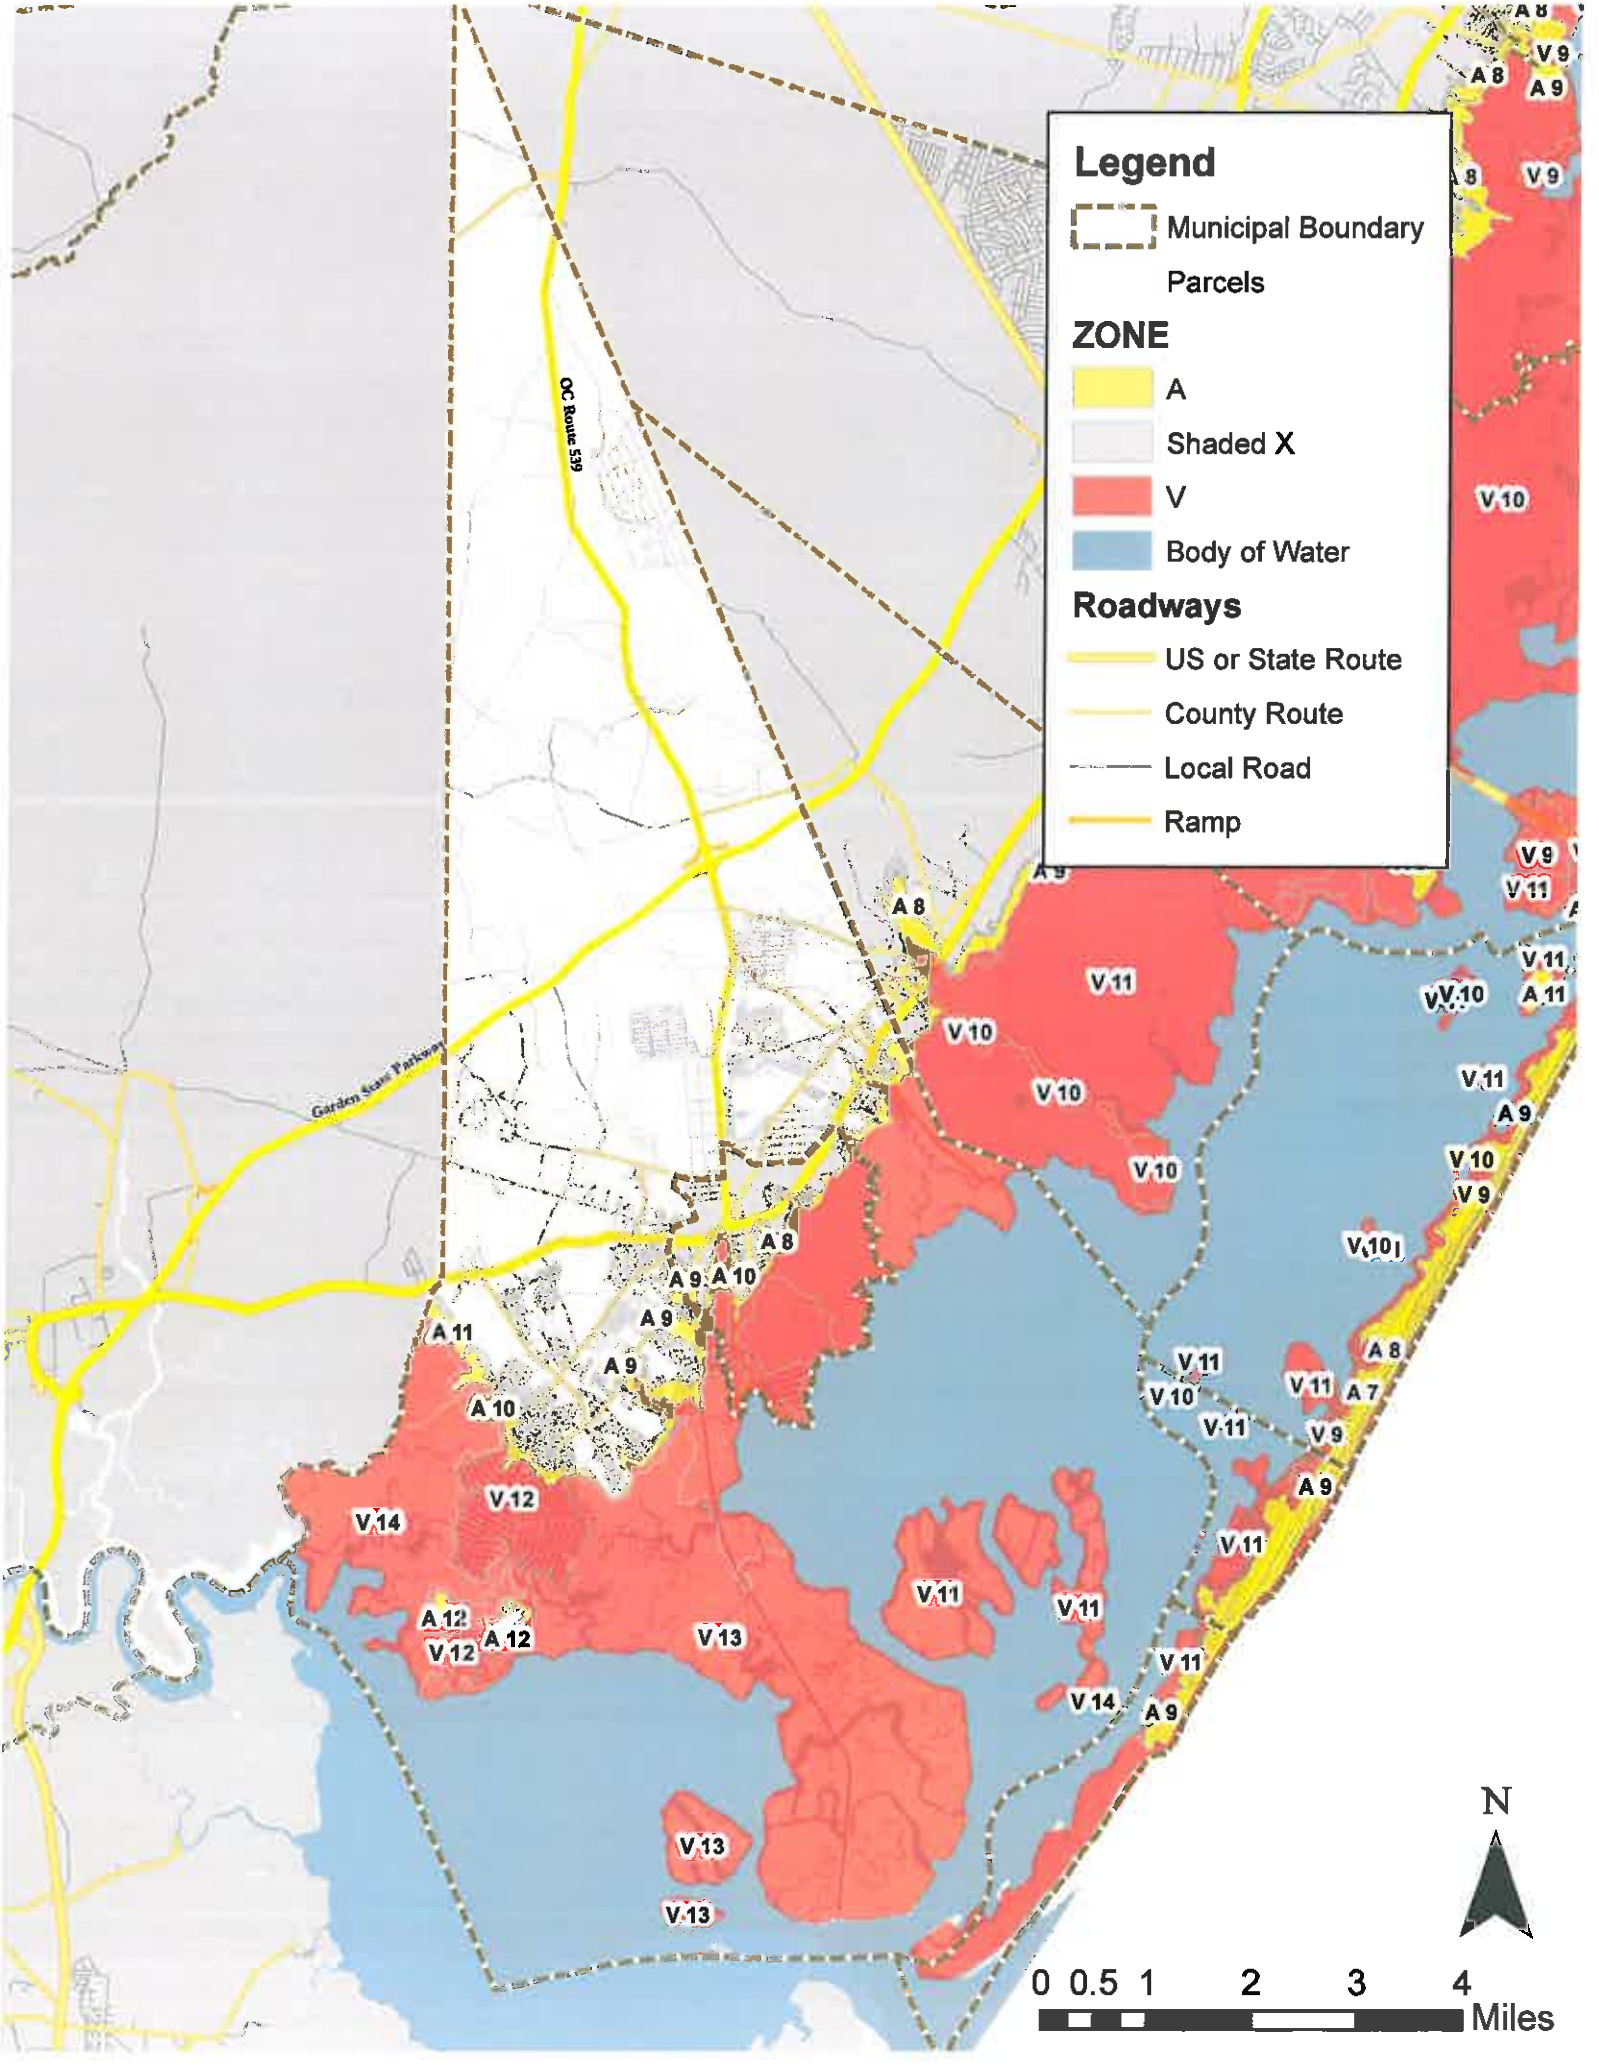 A 8
V 9
A 8
A 9
Legend
Municipal Boundary
Parcels
ZONE
A
Shaded X
V
Body of Water
Roadways
US or State Route
County Route
Local Road
Ramp
8
V 9
OC Route 539
V 10
V 9
V 11
A 9
A 8
V 11
V 11
V 10
A 11
V 10
V 10
V 11
Garden State Parkway
A 9
V 10
V 10
V 9
A 8
V 10
A 9
A 10
A 9
A 11
A 8
V 11
A 9
V 11
A 7
V 10
A 10
V 11
V 9
A 9
V 12
V 14
V 11
V 11
V 11
A 12
V 12
A 12
V 13
V 11
V 14
A 9
V 13
V 13
N
0 0.5 1 2 3 4
Miles